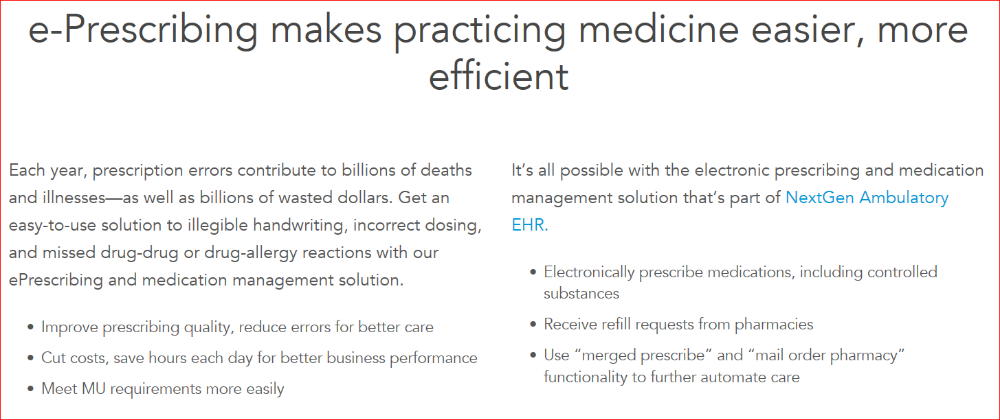 e-Prescribing makes practicing medicine easier, more
efficient
Each year, prescription errors contribute to billions of deaths
and illnesses—as well as billions of wasted dollars. Get an
easy-to-use solution to illegible handwriting, incorrect dosing,
and missed drug-drug or drug-allergy reactions with our
ePrescribing and medication management solution.
• Improve prescribing quality, reduce errors for better care
• Cut costs, save hours each day for better business performance
• Meet MU requirements more easily
It’s all possible with the electronic prescribing and medication
management solution that’s part of NextGen Ambulatory
EHR.
• Electronically prescribe medications, including controlled
substances
• Receive refill requests from pharmacies
• Use “merged prescribe” and “mail order pharmacy”
functionality to further automate care